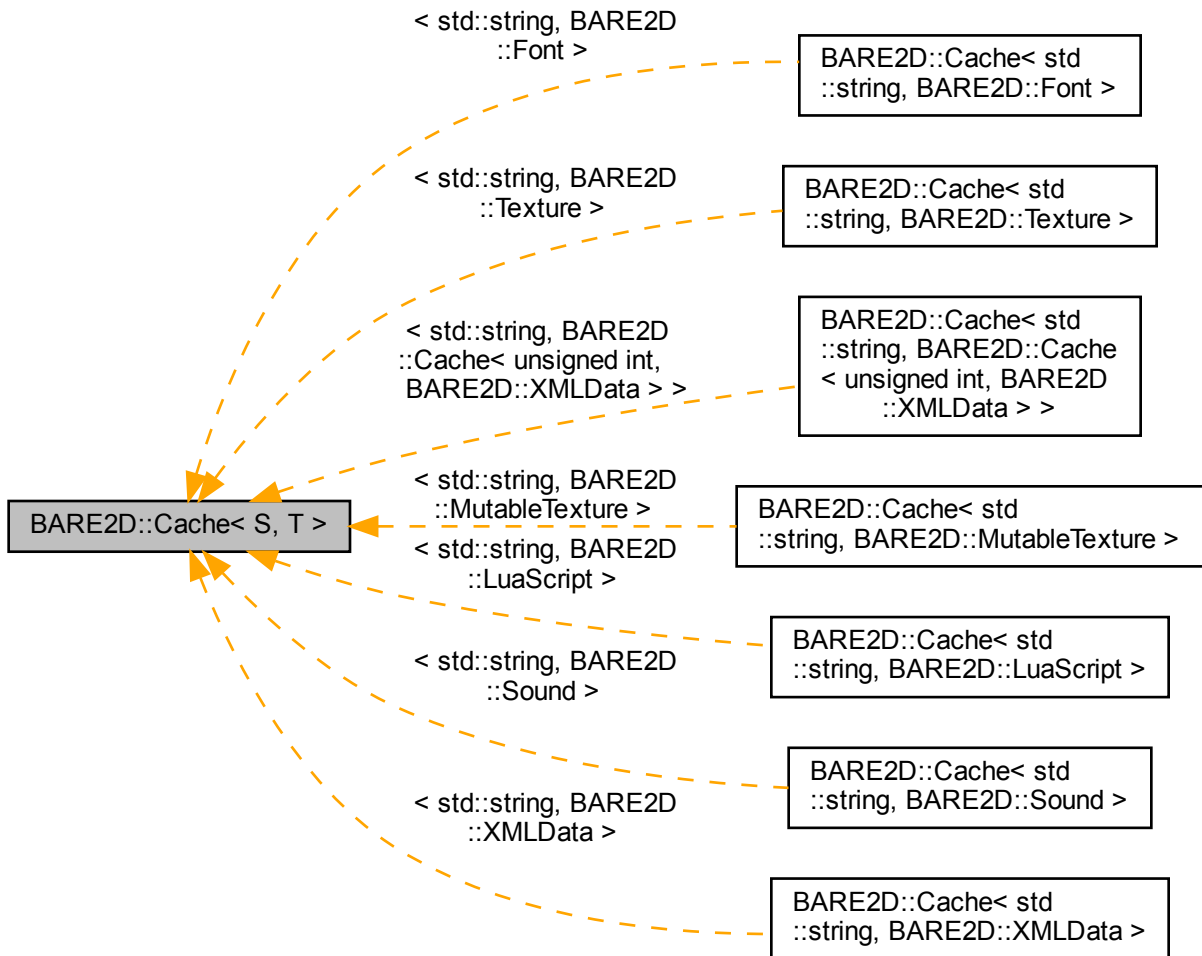 < std::string, BARE2D
::Font >
BARE2D::Cache< std
::string, BARE2D::Font >
< std::string, BARE2D
::Texture >
BARE2D::Cache< std
::string, BARE2D::Texture >
< std::string, BARE2D
::Cache< unsigned int,
BARE2D::XMLData > >
BARE2D::Cache< std
::string, BARE2D::Cache
< unsigned int, BARE2D
::XMLData > >
BARE2D::Cache< S, T >
< std::string, BARE2D
::MutableTexture >
BARE2D::Cache< std
::string, BARE2D::MutableTexture >
< std::string, BARE2D
::LuaScript >
BARE2D::Cache< std
::string, BARE2D::LuaScript >
< std::string, BARE2D
::Sound >
BARE2D::Cache< std
::string, BARE2D::Sound >
< std::string, BARE2D
::XMLData >
BARE2D::Cache< std
::string, BARE2D::XMLData >